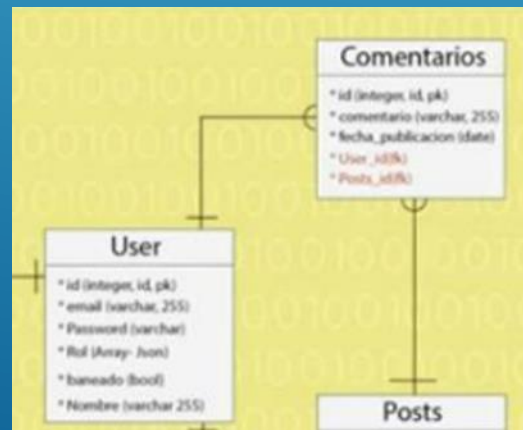 Comentarios
* id (integer, id, pk)
* comentario (varchar, 255)
* fecha_publicacion (date)
* User_id(fk)
* Posts_id(fk)
User
* id (integer, id, pk)
* email (varchar, 255)
* Password (varchar)
* Rol (Array- Json)
* baneado (bool)
* Nombre (varchar 255)
Posts